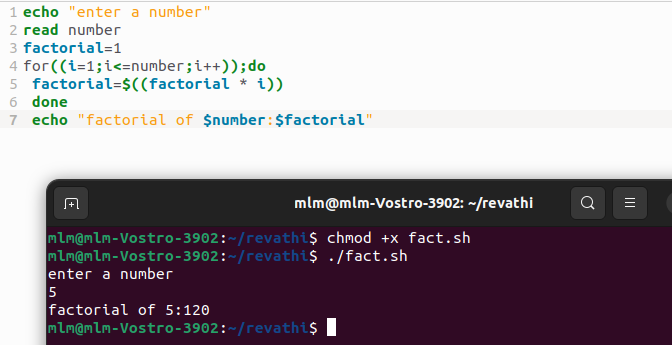 1 echo "enter a number"
2 read number
3 factorial=1
4 for((i=1;i<=number;i++));do
5  factorial=$((factorial * i))
6  done
7  echo "factorial of $number:$factorial"
mlm@mlm-Vostro-3902: ~/revathi
mlm@mlm-Vostro-3902:~/revathi$ chmod +x fact.sh
mlm@mlm-Vostro-3902:~/revathi$ ./fact.sh
enter a number
5
factorial of 5:120
mlm@mlm-Vostro-3902:~/revathi$